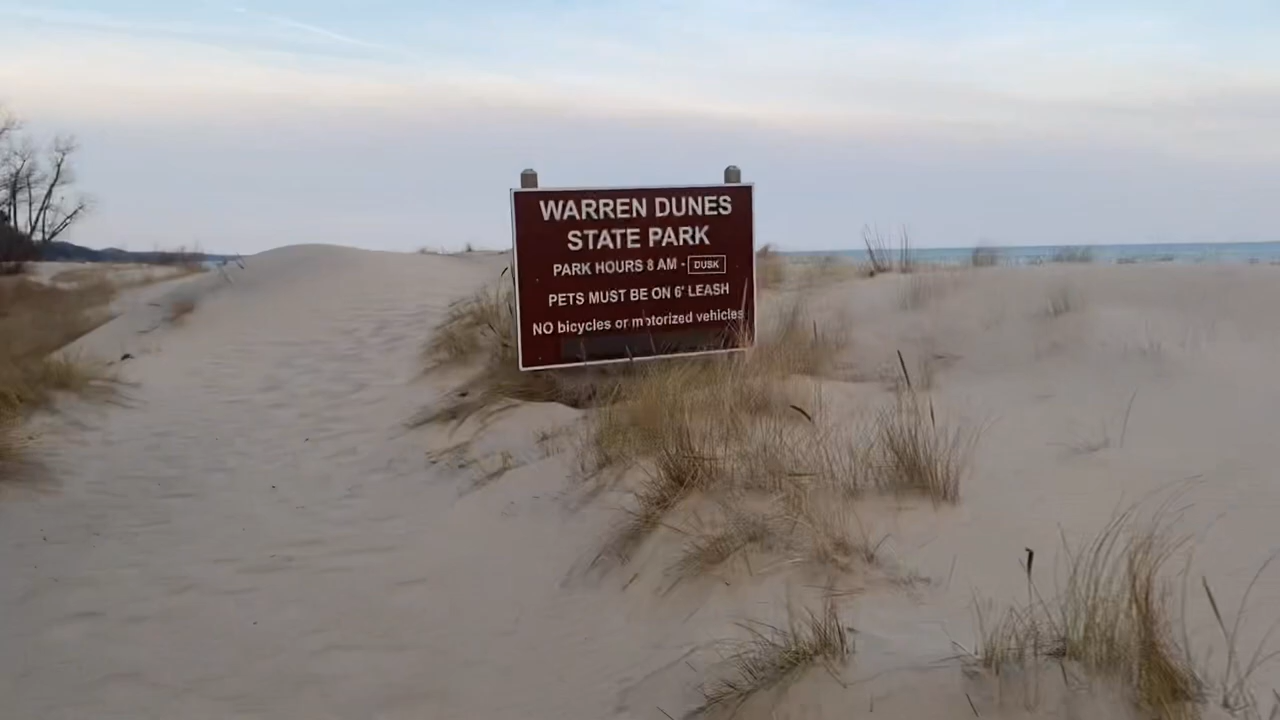 WARREN DUNES
STATE PARK
PARK HOURS 8 AM - DUSK
PETS MUST BE ON 6' LEASH
NO bicycles or motorized vehicles